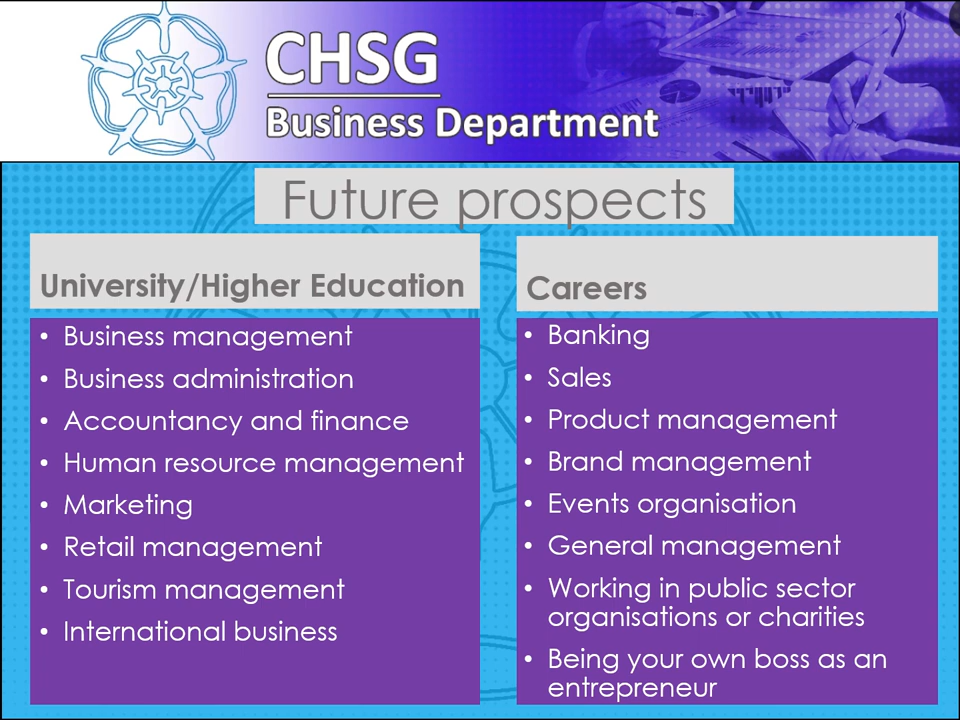 CHSG
Business Department
Future prospects
University/Higher Education
• Business management
• Business administration
• Accountancy and finance
• Human resource management
• Marketing
• Retail management
• Tourism management
• International business
Careers
• Banking
• Sales
• Product management
• Brand management
• Events organisation
• General management
• Working in public sector
organisations or charities
• Being your own boss as an
entrepreneur